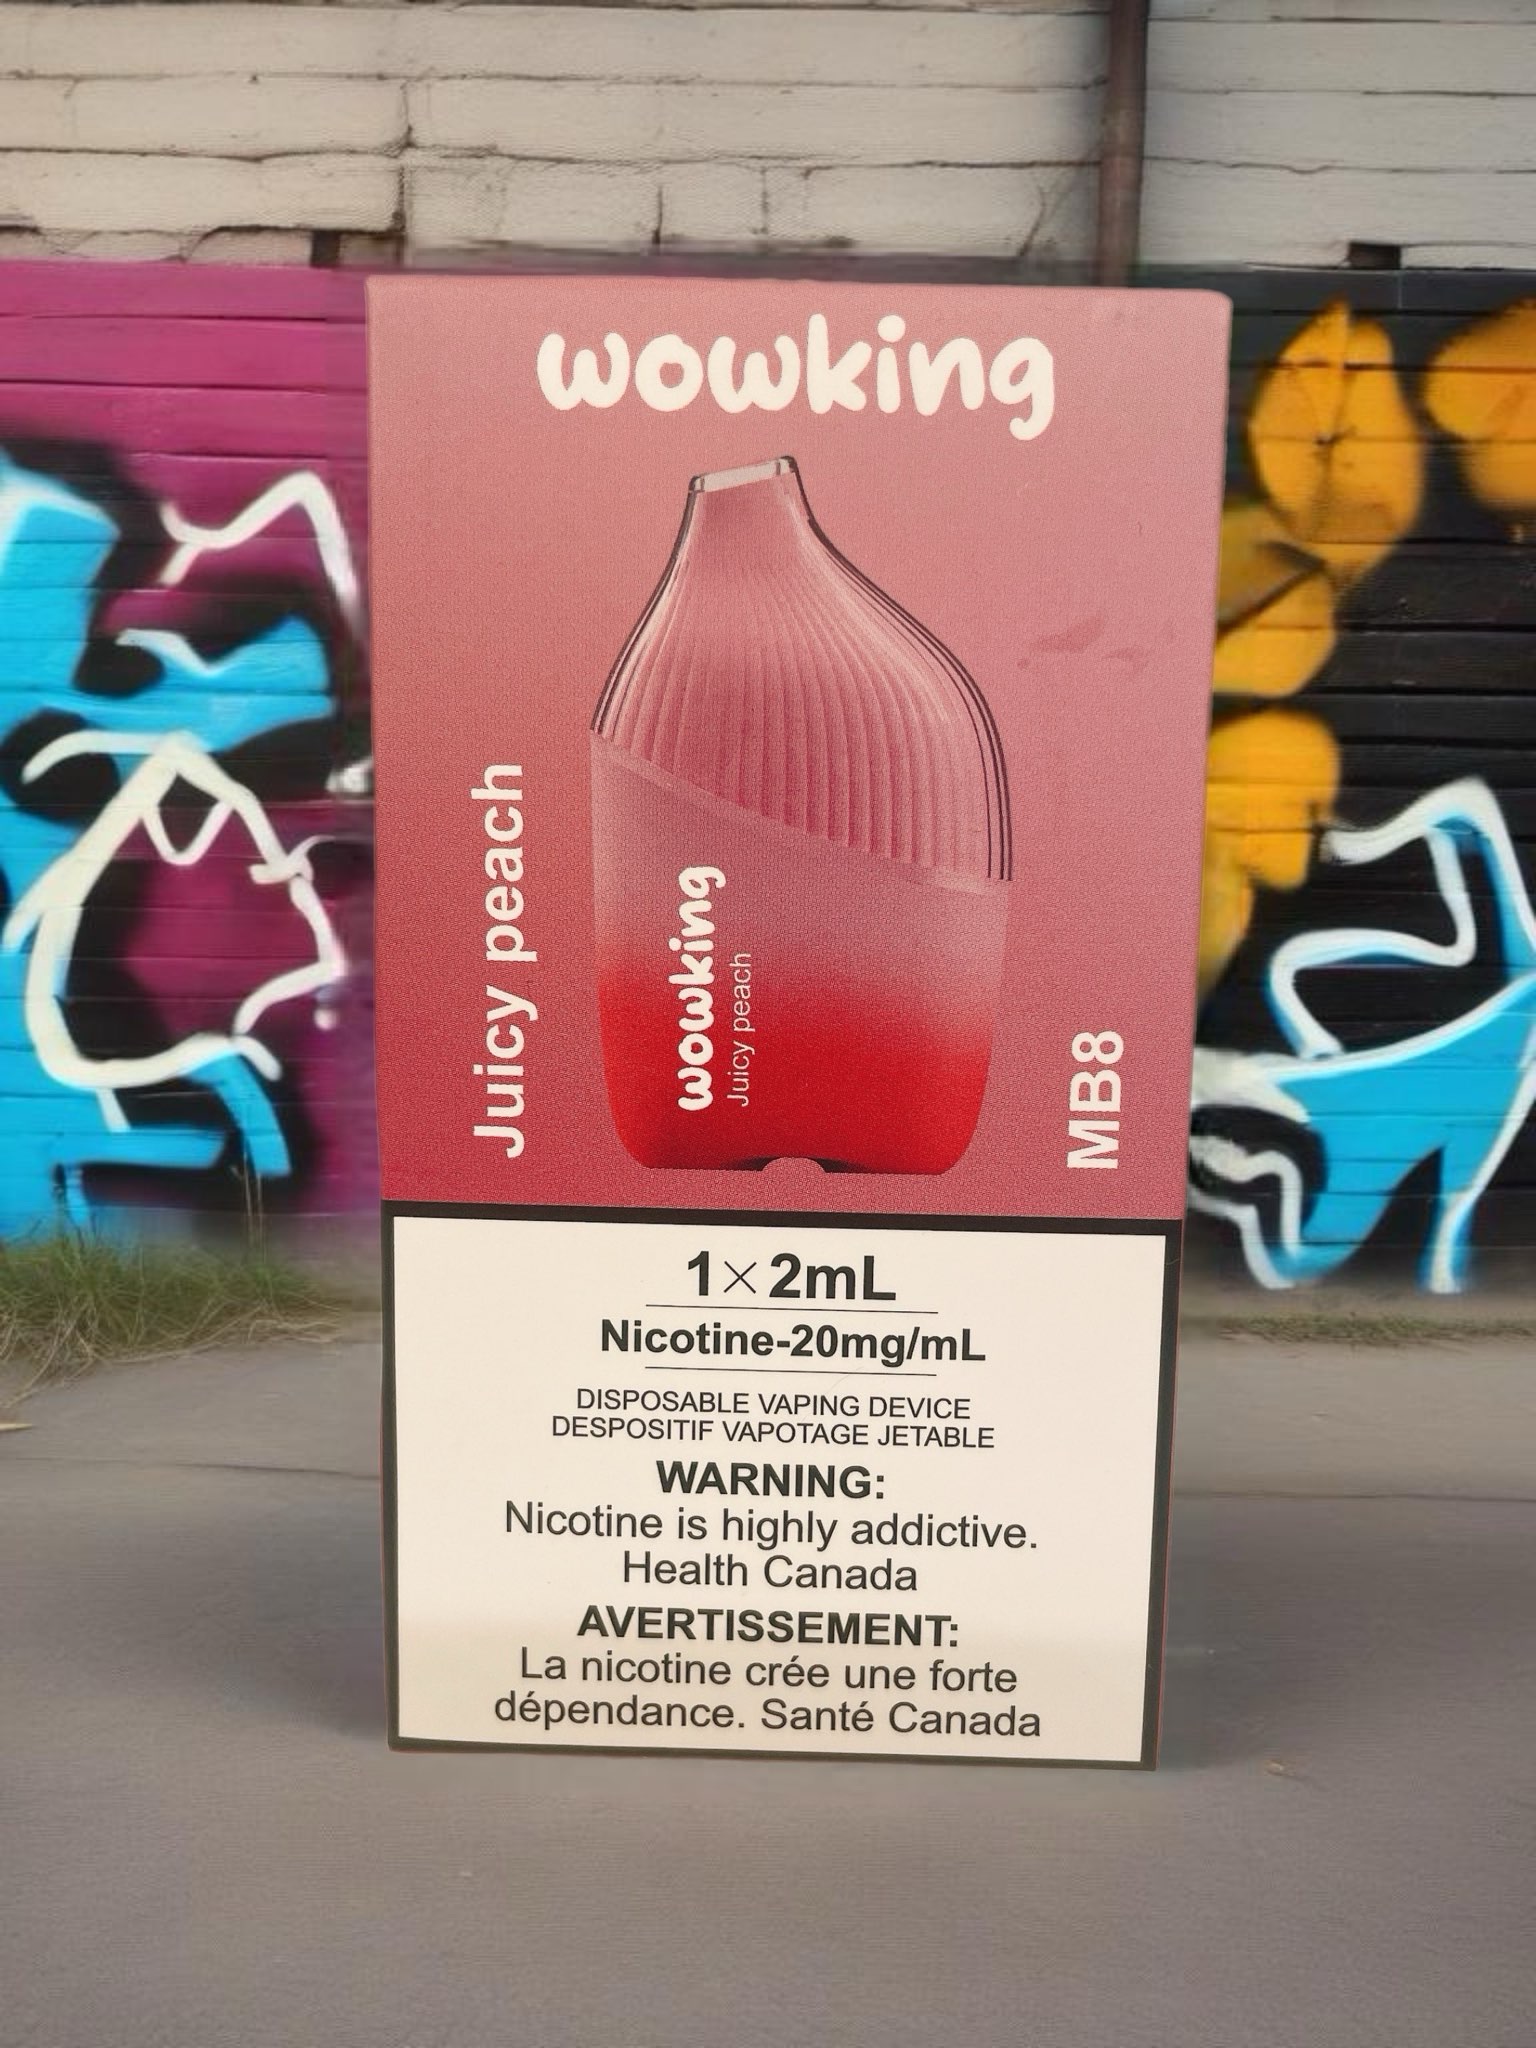 wowking
Juicy peach
wowking
Juicy peach
MB8
1×2mL
Nicotine-20mg/mL
DISPOSABLE VAPING DEVICE
DESPOSITIF VAPOTAGE JETABLE
WARNING:
Nicotine is highly addictive.
Health Canada
AVERTISSEMENT:
La nicotine crée une forte
dépendance. Santé Canada